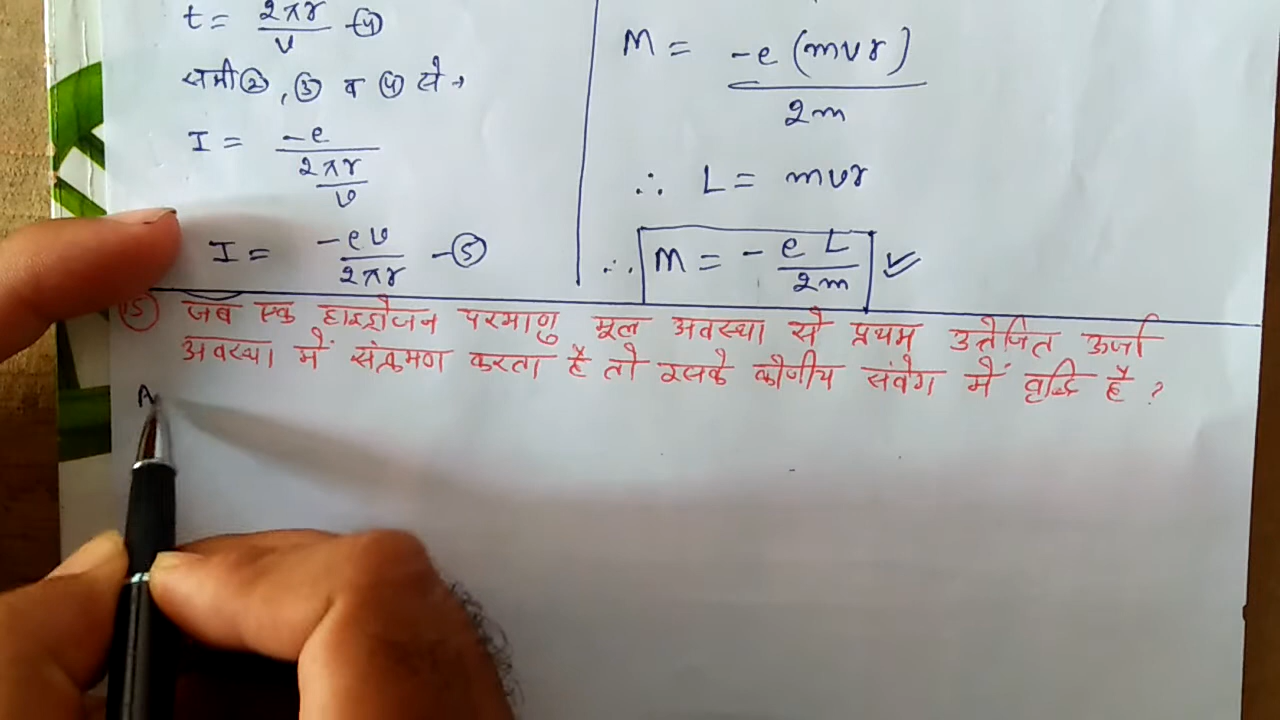 t = 2πr/v -④
समी ②, ③ व ④ से →
I = -e/(2πr/v)
I = -ev/2πr -⑤
M = -e(mvr)/2m
∴ L = mvr
∴ M = -eL/2m ✓
⑮ जब एक हाइड्रोजन परमाणु मूल अवस्था से प्रथम उत्तेजित ऊर्जा
अवस्था में संक्रमण करता है तो इसके कोणीय संवेग में वृद्धि है ?
A